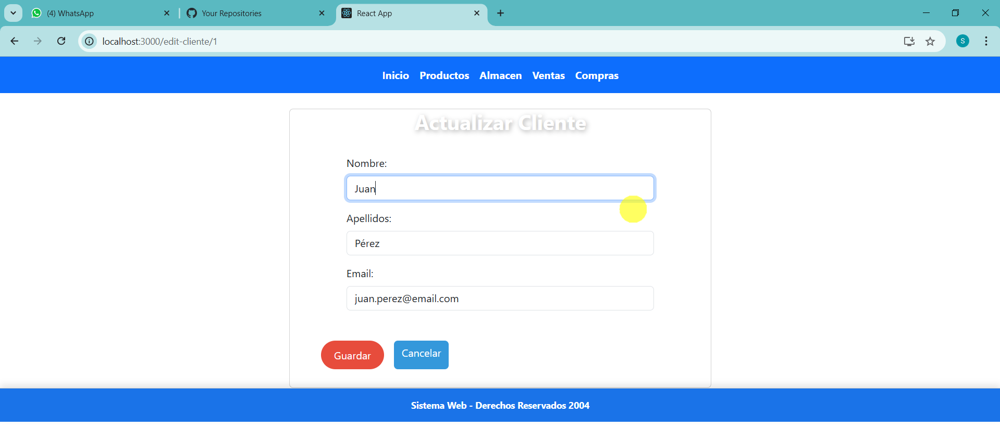 (4) WhatsApp
Your Repositories
React App
localhost:3000/edit-cliente/1
S
Inicio Productos Almacen Ventas Compras
Actualizar Cliente
Nombre:
Juan
Apellidos:
Pérez
Email:
juan.perez@email.com
Guardar Cancelar
Sistema Web - Derechos Reservados 2004